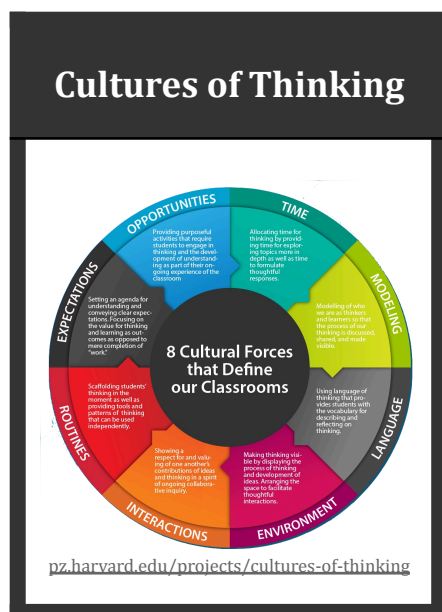 Cultures of Thinking
OPPORTUNITIES
Providing purposeful
activities that require
students to engage in
thinking and the devel-
opment of understand-
ing as part of their on-
going experience of the
classroom
TIME
Allocating time for
thinking by provid-
ing time for explor-
ing topics more in
depth as well as time
to formulate
thoughtful
responses.
MODELING
Modelling of who
we are as thinkers
and learners so that
the process of our
thinking is discussed,
shared, and made
visible.
LANGUAGE
Using language of
thinking that pro-
vides students with
the vocabulary for
describing and
reflecting on
thinking.
ENVIRONMENT
Making thinking visi-
ble by displaying the
process of thinking
and development of
ideas. Arranging the
space to facilitate
thoughtful
interactions.
INTERACTIONS
Showing a
respect for and valu-
ing of one another's
contributions of ideas
and thinking in a spirit
of ongoing collabora-
tive inquiry.
ROUTINES
Scaffolding students'
thinking in the
moment as well as
providing tools and
patterns of thinking
that can be used
independently.
EXPECTATIONS
Setting an agenda for
understanding and
conveying clear expec-
tations. Focusing on
the value for thinking
and learning as out-
comes as opposed to
mere completion of
"work."
8 Cultural Forces
that Define
our Classrooms
pz.harvard.edu/projects/cultures-of-thinking